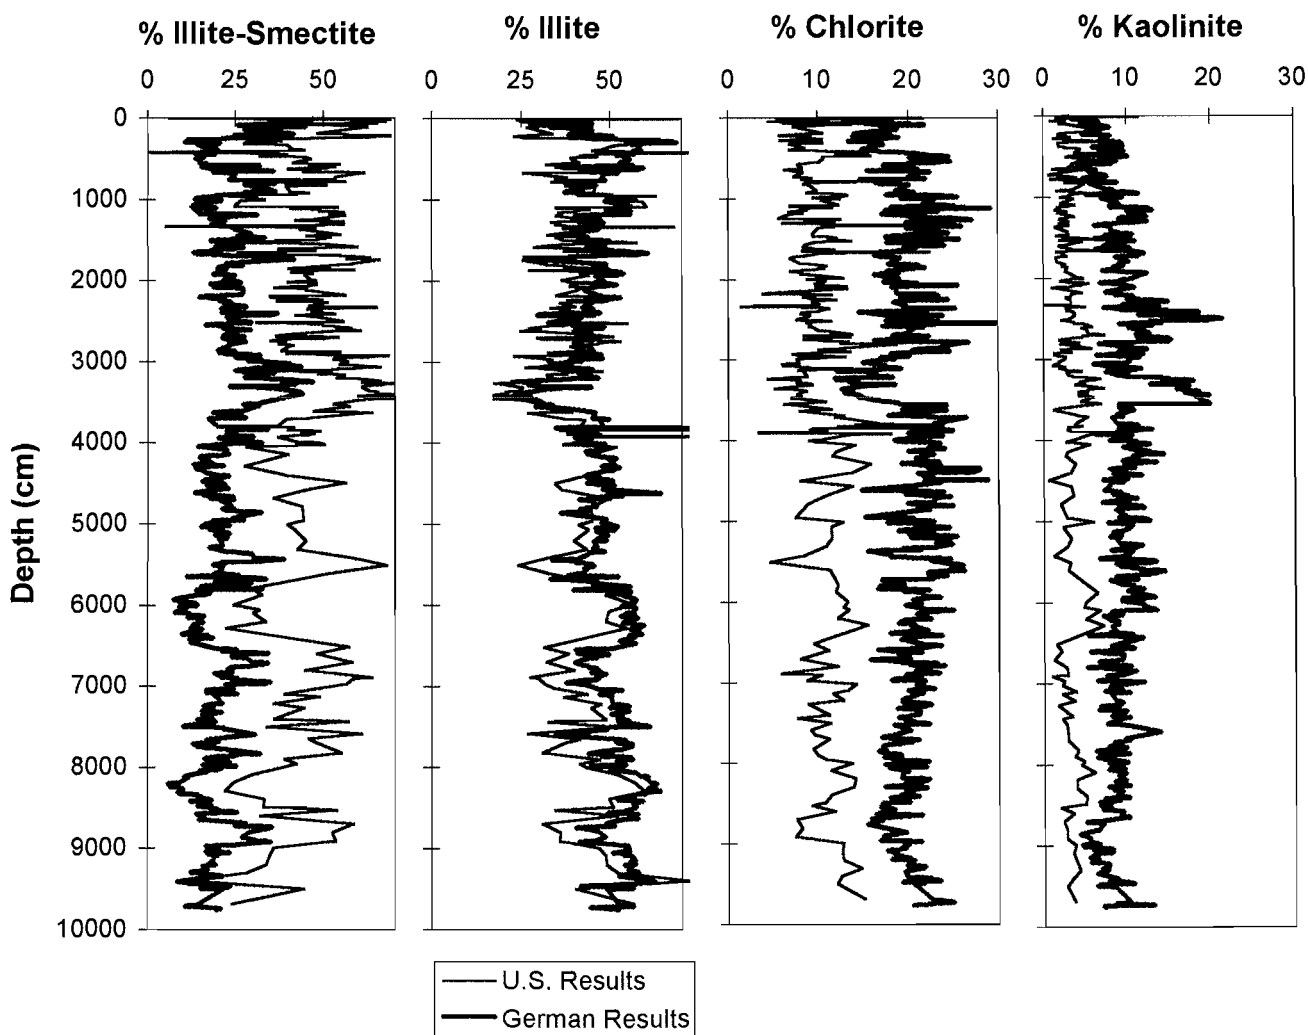 % Illite-Smectite % Illite % Chlorite % Kaolinite
0 25 50 0 25 50 0 10 20 30 0 10 20 30
0
1000
2000
3000
4000
5000
6000
7000
8000
9000
10000
Depth (cm)
U.S. Results
German Results